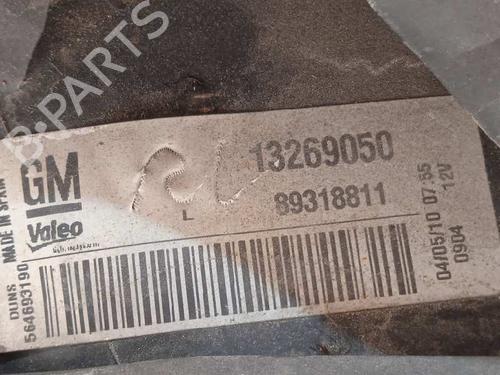 B-PARTS
GM
13269050
L
89318811
Valeo
MADE IN SPAIN
DUNS
564693190
04/05/10 07:55
12V
0904